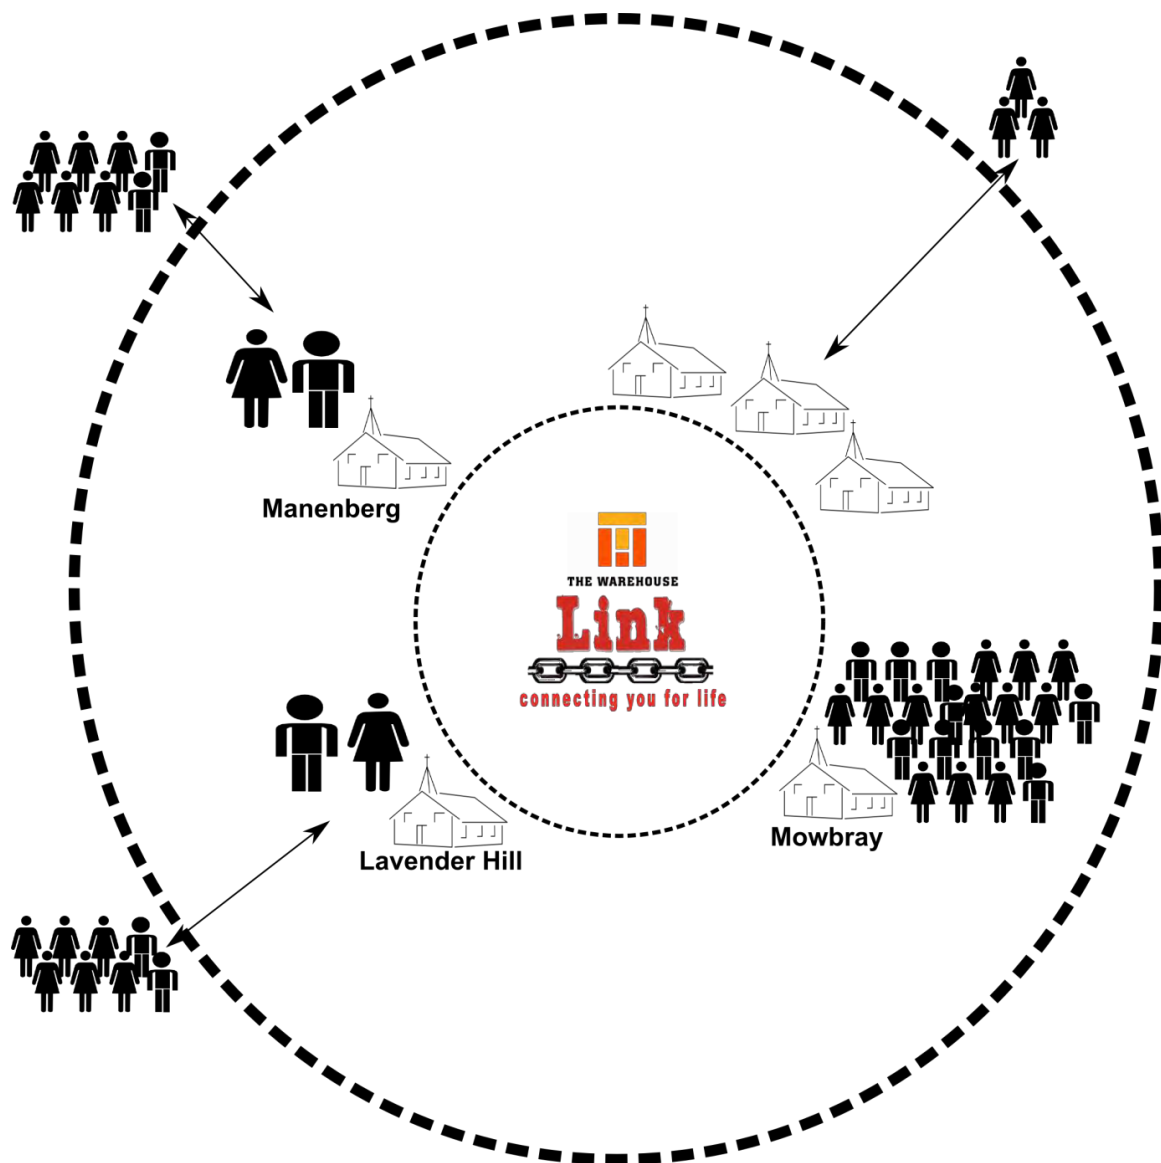 Manenberg
THE WAREHOUSE
Link
connecting you for life
Mowbray
Lavender Hill